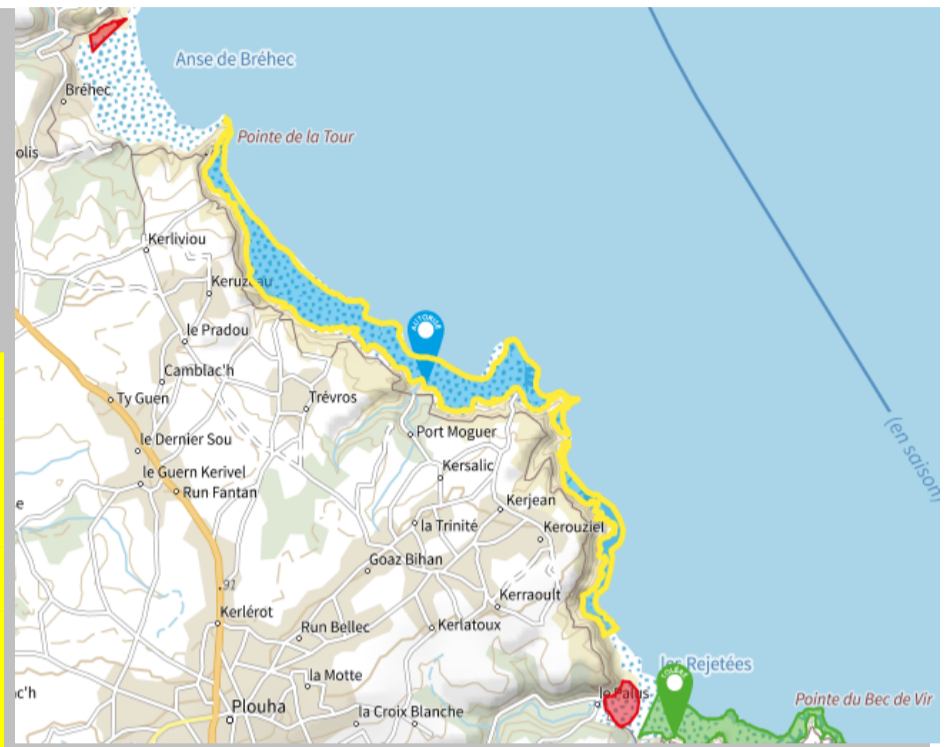 Anse de Bréhec
Bréhec
Pointe de la Tour
olis
Kerliviou
Keruzeau
le Pradou
AUTORISÉ
Camblac'h
Ty Guen
Trévros
(en saison)
Port Moguer
le Dernier Sou
Kersalic
le Guern Kerivel
Run Fantan
Kerjean
e
la Trinité
Kerouziel
Goaz Bihan
91
Kerraoult
Kerlérot
Run Bellec
Kerlatoux
les Rejetées
la Motte
c'h
le Palus
Pointe du Bec de Vir
Plouha
la Croix Blanche